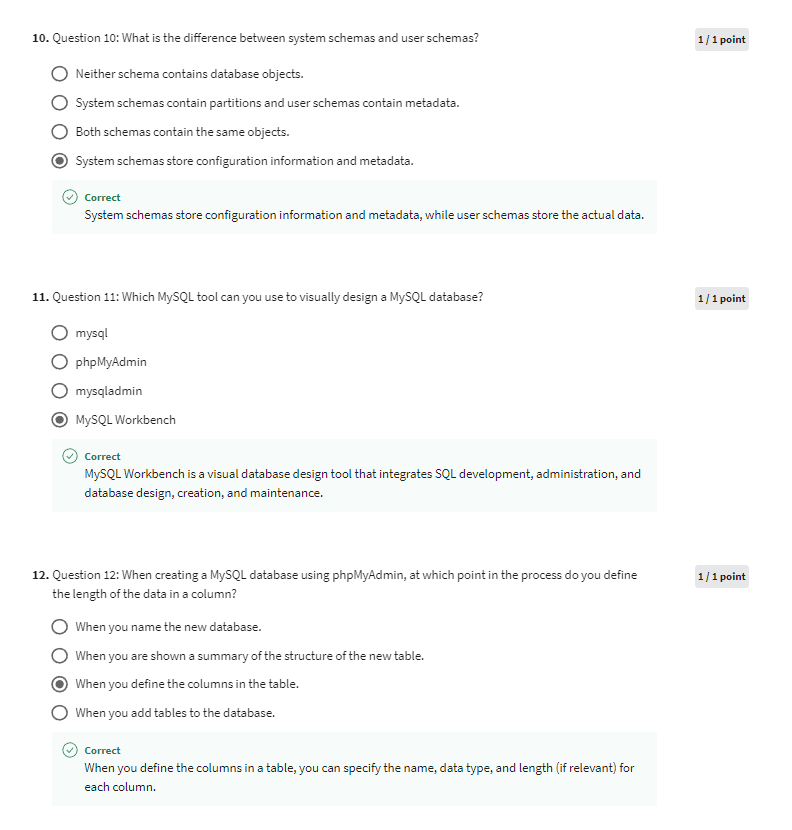 10. Question 10: What is the difference between system schemas and user schemas?
1 / 1 point
Neither schema contains database objects.
System schemas contain partitions and user schemas contain metadata.
Both schemas contain the same objects.
System schemas store configuration information and metadata.
Correct
System schemas store configuration information and metadata, while user schemas store the actual data.
11. Question 11: Which MySQL tool can you use to visually design a MySQL database?
1 / 1 point
mysql
phpMyAdmin
mysqladmin
MySQL Workbench
Correct
MySQL Workbench is a visual database design tool that integrates SQL development, administration, and
database design, creation, and maintenance.
12. Question 12: When creating a MySQL database using phpMyAdmin, at which point in the process do you define
the length of the data in a column?
1 / 1 point
When you name the new database.
When you are shown a summary of the structure of the new table.
When you define the columns in the table.
When you add tables to the database.
Correct
When you define the columns in a table, you can specify the name, data type, and length (if relevant) for
each column.